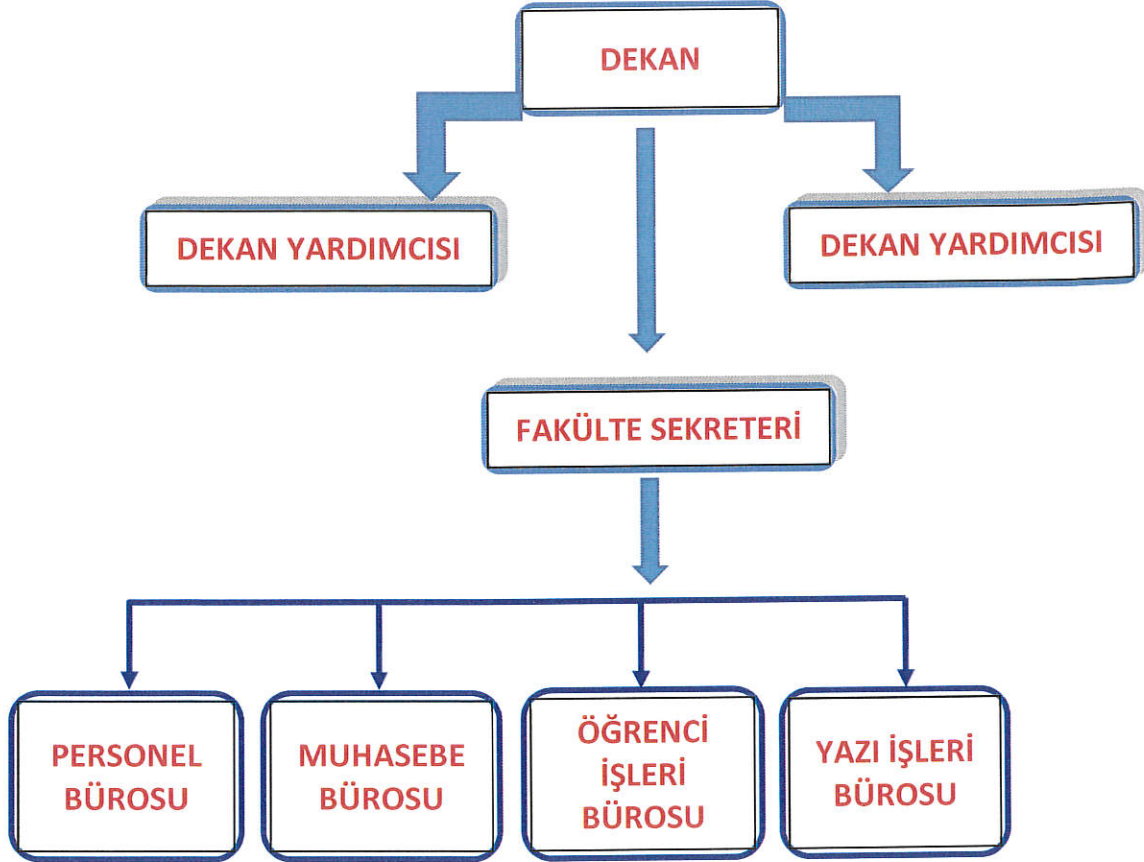 DEKAN
DEKAN YARDIMCISI
DEKAN YARDIMCISI
FAKÜLTE SEKRETERİ
PERSONEL
BÜROSU
MUHASEBE
BÜROSU
ÖĞRENCİ
İŞLERİ
BÜROSU
YAZI İŞLERİ
BÜROSU